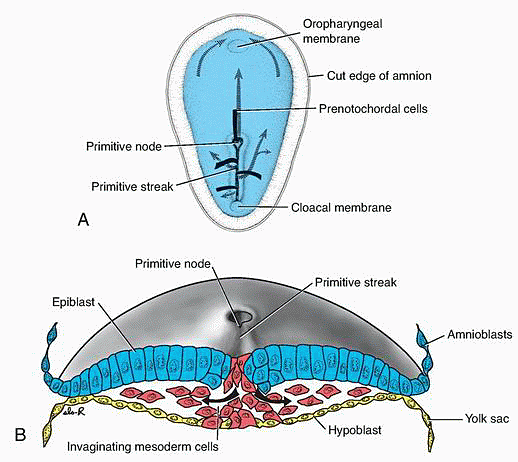 Oropharyngeal
membrane
Cut edge of amnion
Prenotochordal cells
Primitive node
Primitive streak
Cloacal membrane
A
Primitive node
Primitive streak
Epiblast
Amnioblasts
Yolk sac
Hypoblast
Invaginating mesoderm cells
B